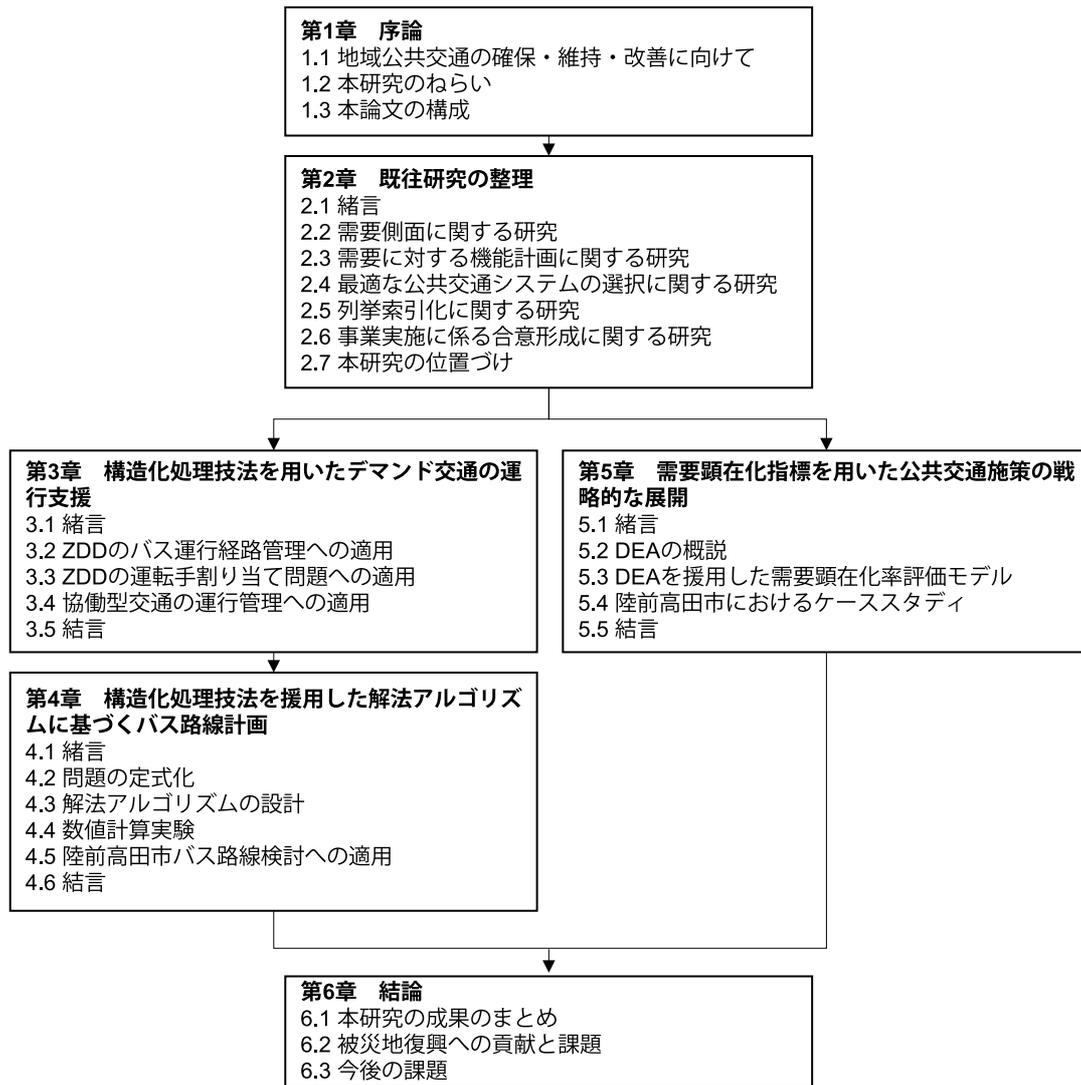 第1章　序論
1.1 地域公共交通の確保・維持・改善に向けて
1.2 本研究のねらい
1.3 本論文の構成
第2章　既往研究の整理
2.1 緒言
2.2 需要側面に関する研究
2.3 需要に対する機能計画に関する研究
2.4 最適な公共交通システムの選択に関する研究
2.5 列挙索引化に関する研究
2.6 事業実施に係る合意形成に関する研究
2.7 本研究の位置づけ
第3章　構造化処理技法を用いたデマンド交通の運
行支援
3.1 緒言
3.2 ZDDのバス運行経路管理への適用
3.3 ZDDの運転手割り当て問題への適用
3.4 協働型交通の運行管理への適用
3.5 結言
第4章　構造化処理技法を援用した解法アルゴリズ
ムに基づくバス路線計画
4.1 緒言
4.2 問題の定式化
4.3 解法アルゴリズムの設計
4.4 数値計算実験
4.5 陸前高田市バス路線検討への適用
4.6 結言
第5章　需要顕在化指標を用いた公共交通施策の戦
略的な展開
5.1 緒言
5.2 DEAの概説
5.3 DEAを援用した需要顕在化率評価モデル
5.4 陸前高田市におけるケーススタディ
5.5 結言
第6章　結論
6.1 本研究の成果のまとめ
6.2 被災地復興への貢献と課題
6.3 今後の課題